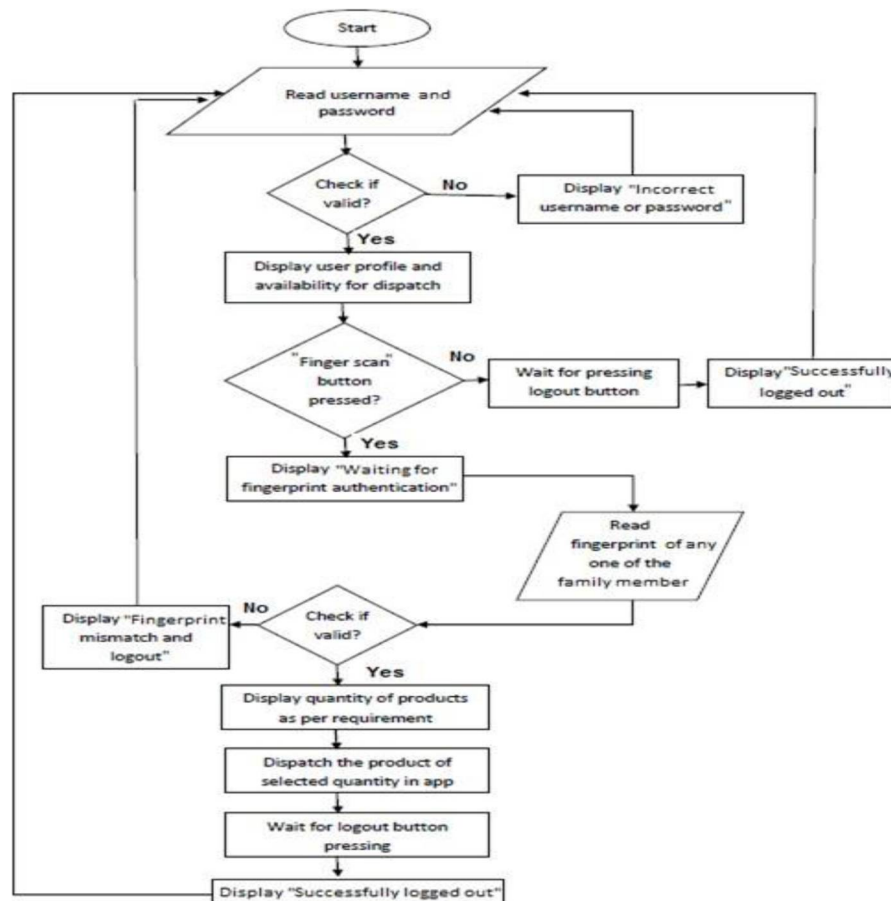 Start
Read username and
password
Check if
valid?
No
Display "Incorrect
username or password"
Yes
Display user profile and
availability for dispatch
"Finger scan"
button
pressed?
No
Wait for pressing
logout button
Display "Successfully
logged out"
Yes
Display "Waiting for
fingerprint authentication"
Read
fingerprint of any
one of the
family member
Check if
valid?
No
Display "Fingerprint
mismatch and
logout"
Yes
Display quantity of products
as per requirement
Dispatch the product of
selected quantity in app
Wait for logout button
pressing
Display "Successfully logged out"